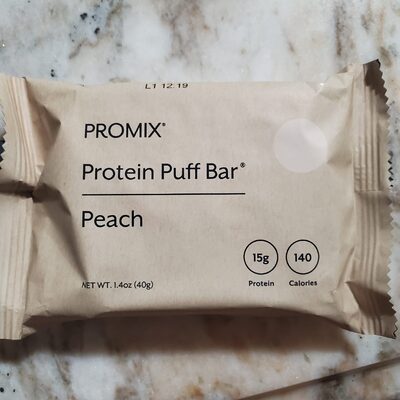 L1 12:19
PROMIX®
Protein Puff Bar®
Peach
15g 140
Protein Calories
NET WT. 1.4oz (40g)